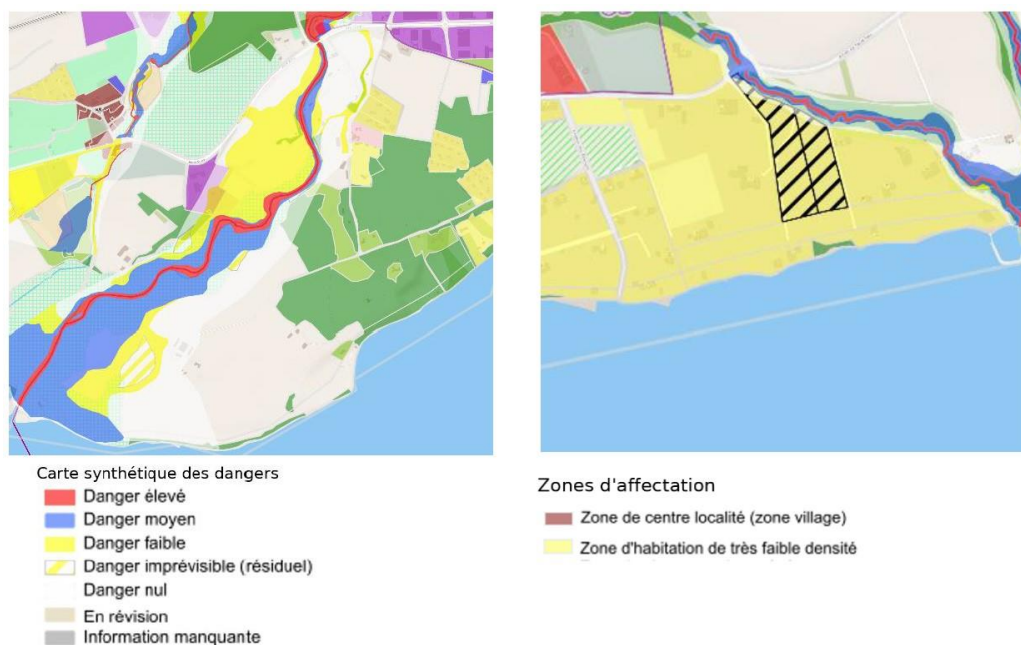 Carte synthétique des dangers
Danger élevé
Danger moyen
Danger faible
Danger imprévisible (résiduel)
Danger nul
En révision
Information manquante
Zones d'affectation
Zone de centre localité (zone village)
Zone d'habitation de très faible densité